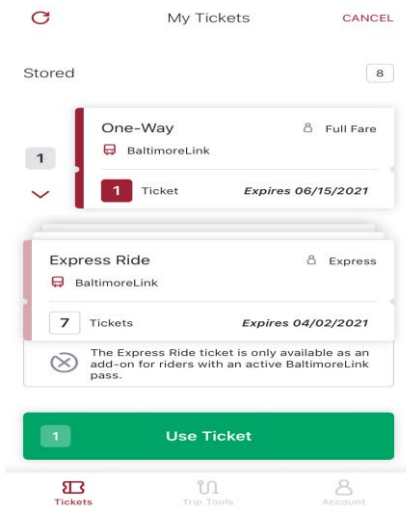 My Tickets CANCEL
Stored 8
One-Way Full Fare
BaltimoreLink
1
1 Ticket Expires 06/15/2021
Express Ride Express
BaltimoreLink
7 Tickets Expires 04/02/2021
The Express Ride ticket is only available as an
add-on for riders with an active BaltimoreLink
pass.
1 Use Ticket
Tickets Trip Tools Account